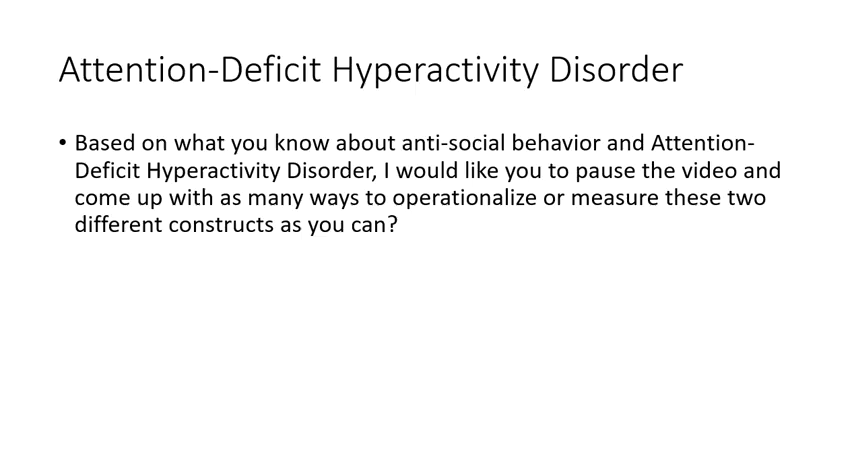 Attention-Deficit Hyperactivity Disorder
• Based on what you know about anti-social behavior and Attention-
Deficit Hyperactivity Disorder, I would like you to pause the video and
come up with as many ways to operationalize or measure these two
different constructs as you can?